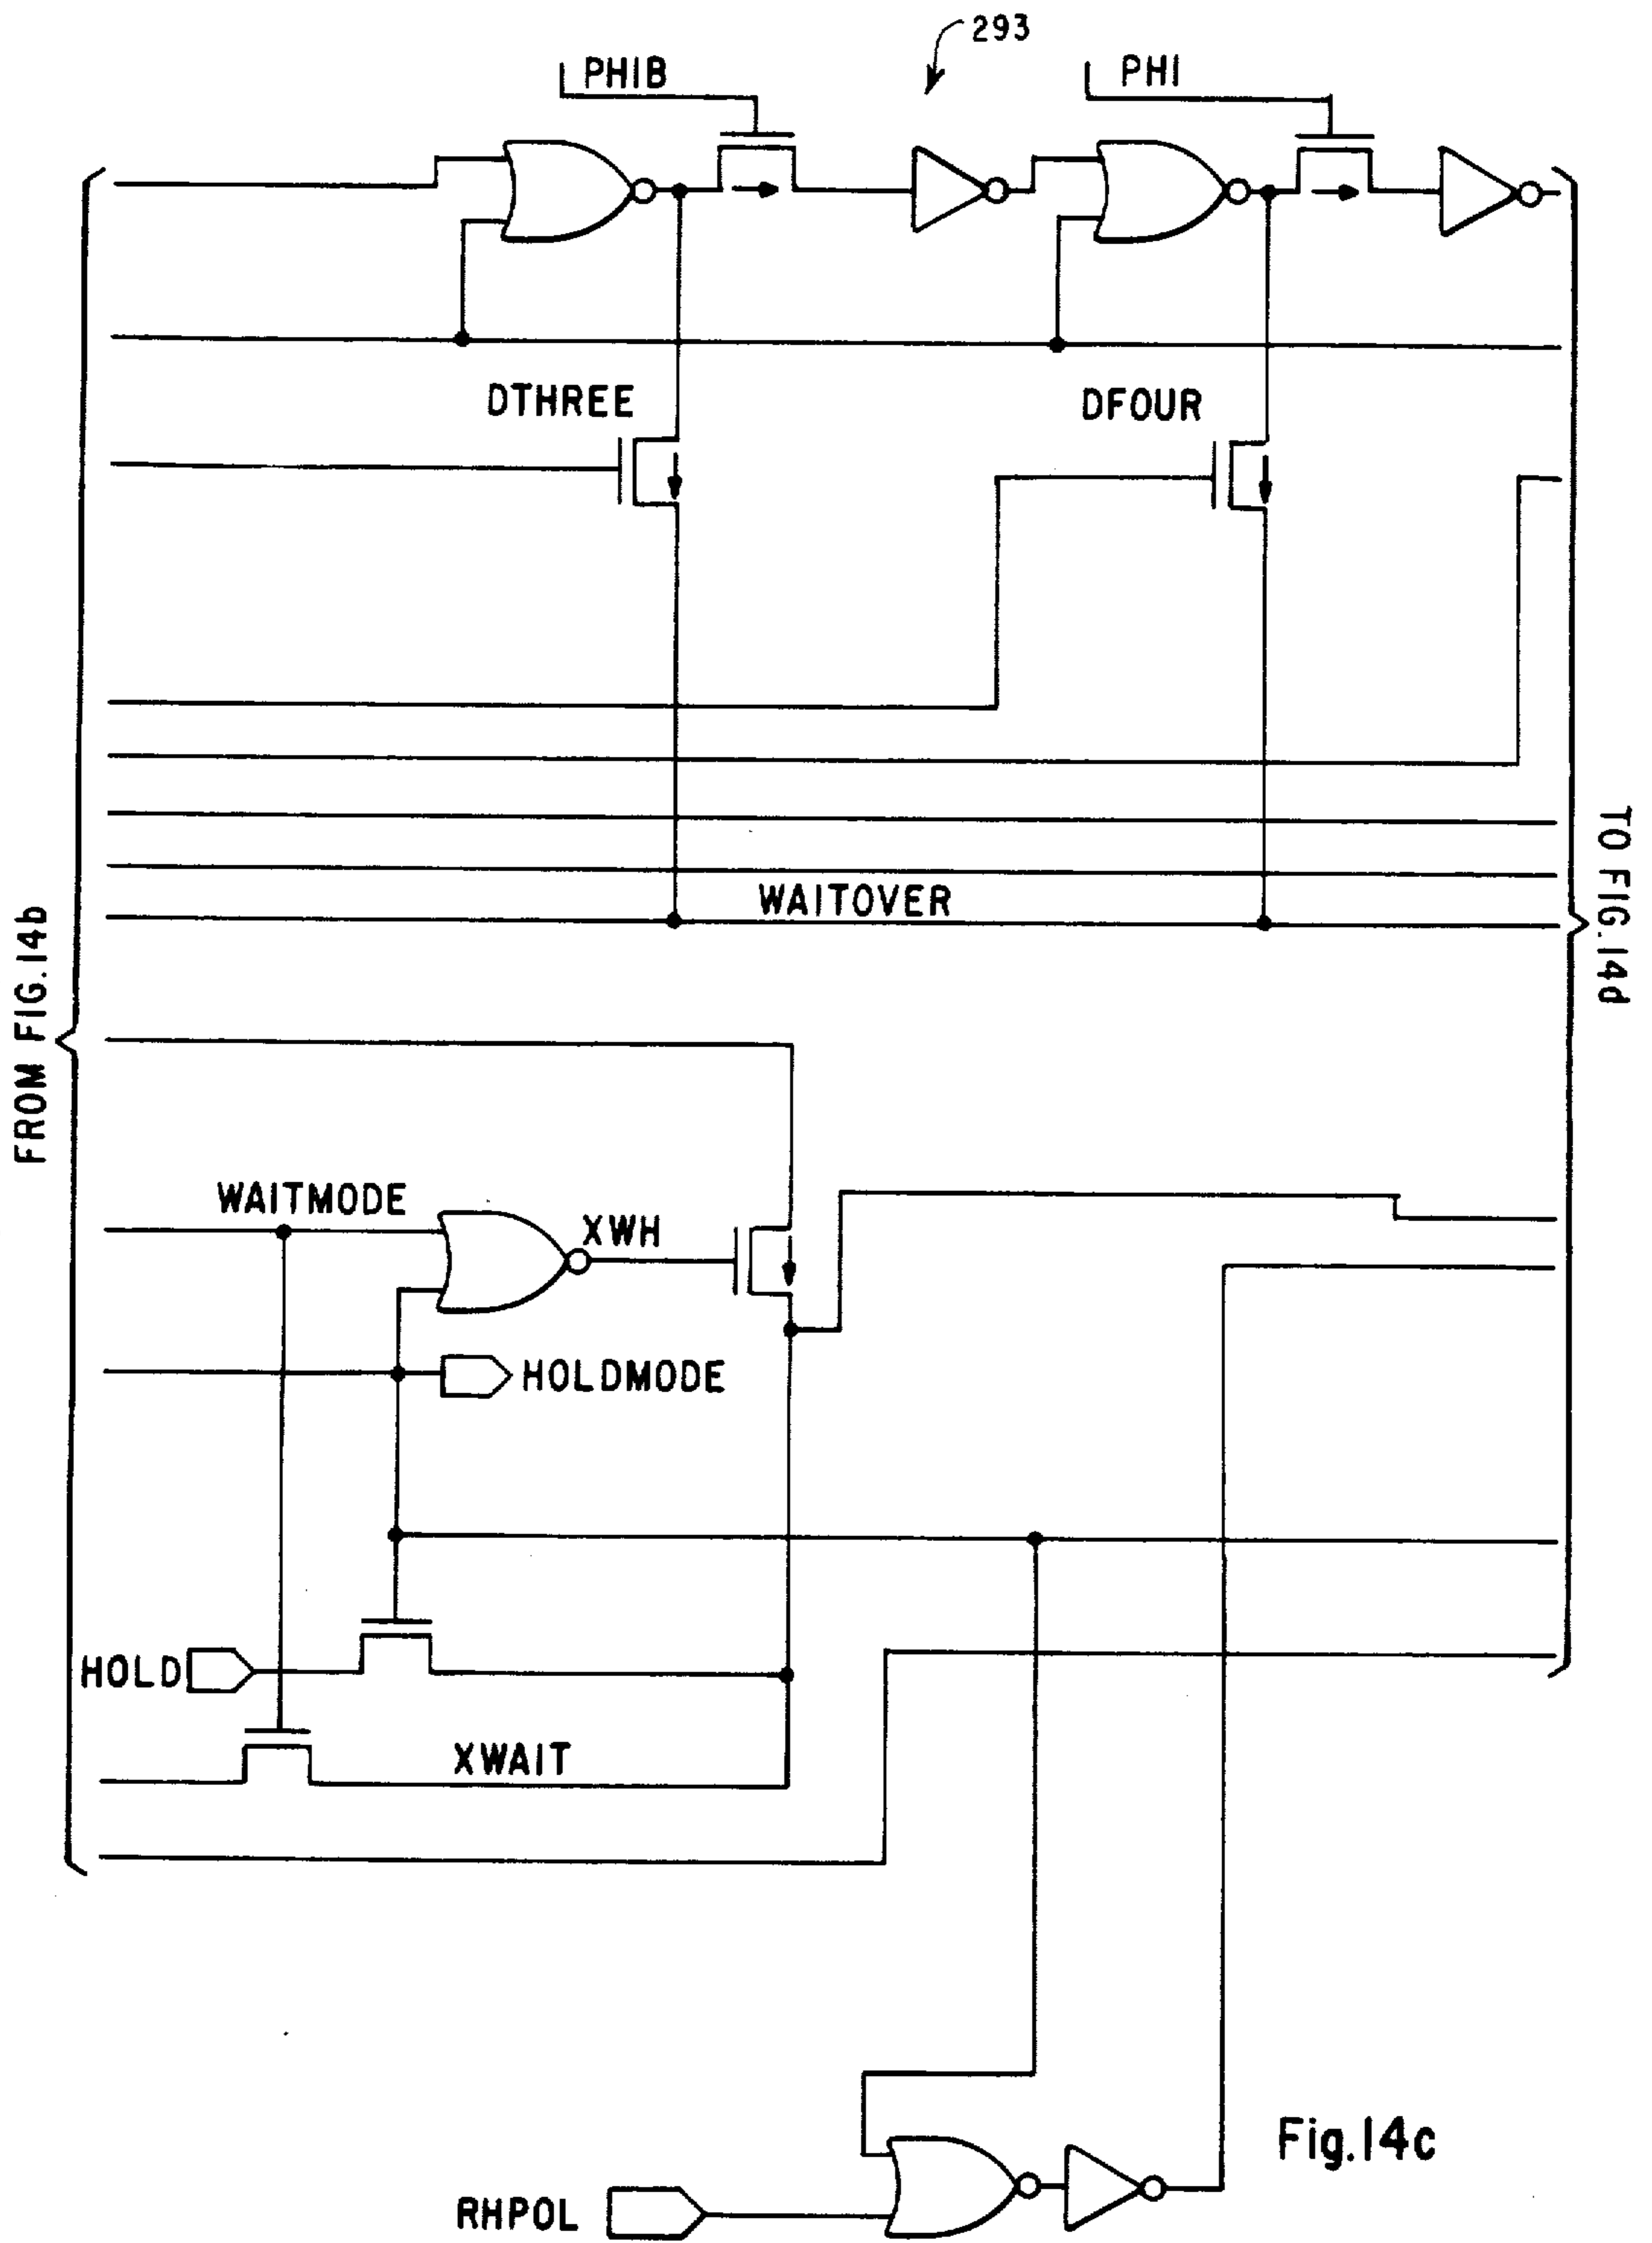 293
PHIB
PHI
DTHREE
DFOUR
WAITOVER
FROM FIG.14b
TO FIG.14d
WAITMODE
XWH
HOLDMODE
HOLD
XWAIT
RHPOL
Fig.14c